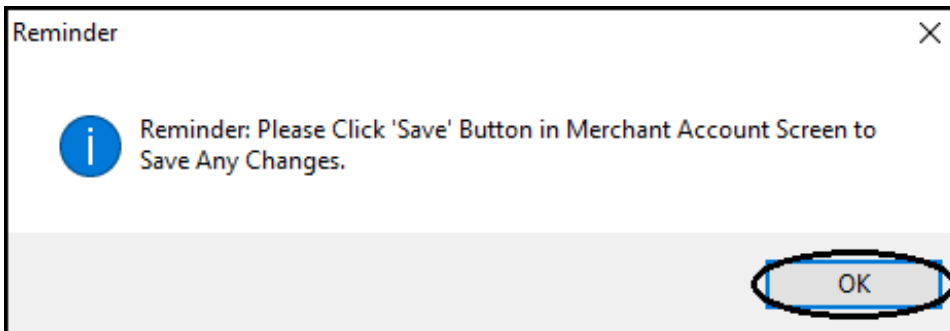 Reminder
Reminder: Please Click 'Save' Button in Merchant Account Screen to
Save Any Changes.
OK